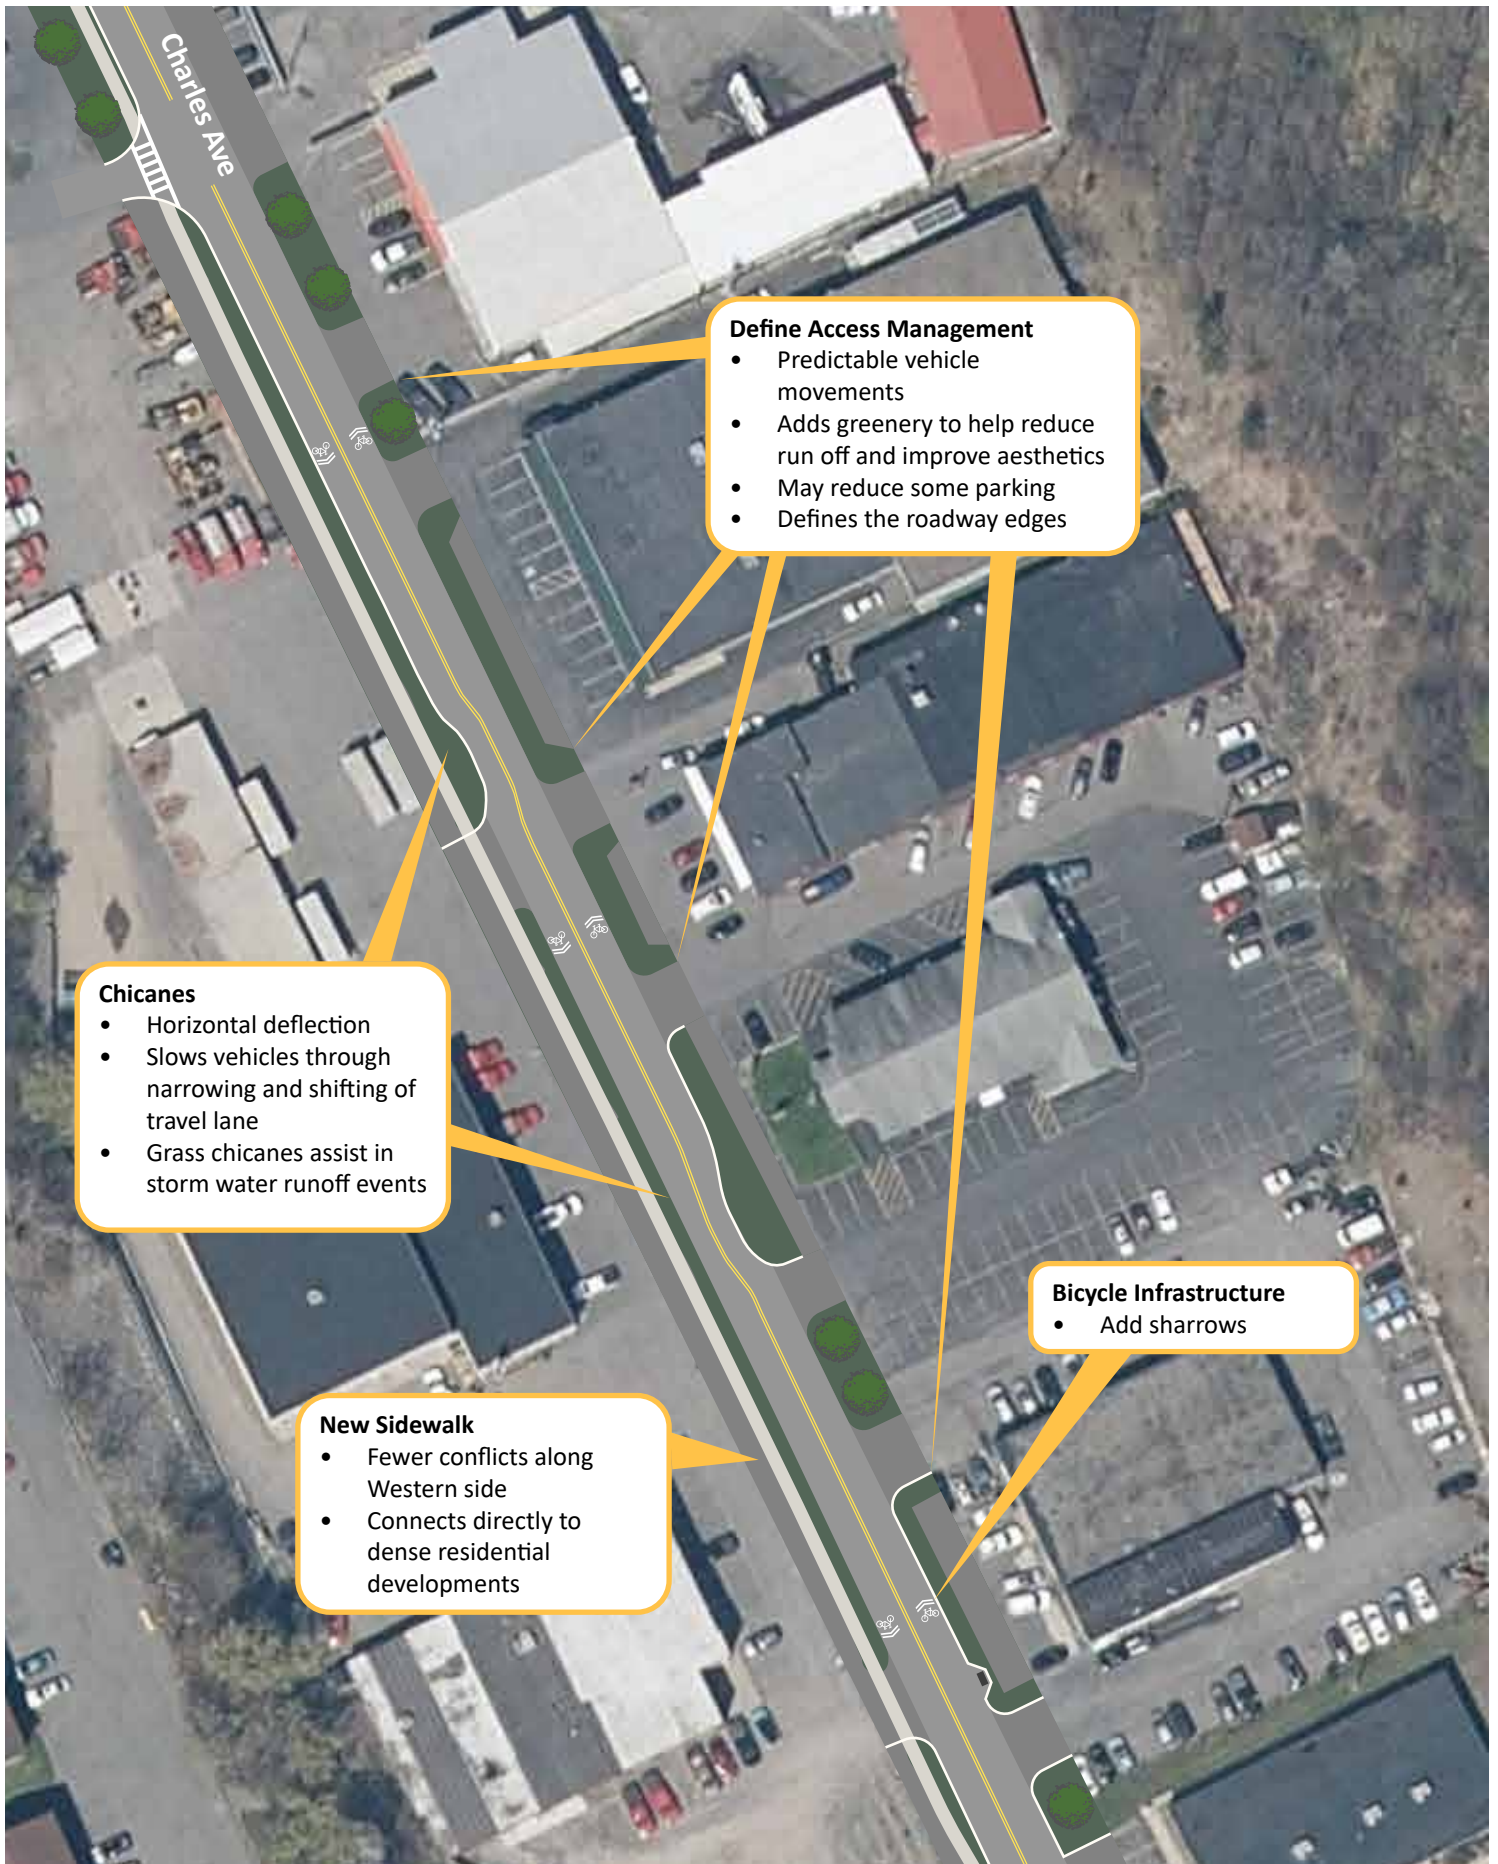 Charles Ave
Define Access Management
• Predictable vehicle
movements
• Adds greenery to help reduce
run off and improve aesthetics
• May reduce some parking
• Defines the roadway edges
Chicanes
• Horizontal deflection
• Slows vehicles through
narrowing and shifting of
travel lane
• Grass chicanes assist in
storm water runoff events
Bicycle Infrastructure
• Add sharrows
New Sidewalk
• Fewer conflicts along
Western side
• Connects directly to
dense residential
developments